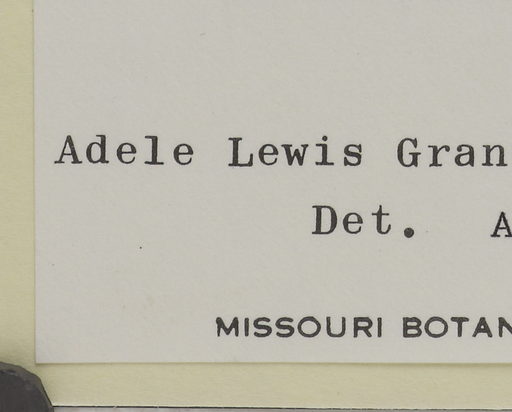 Adele Lewis Gran
Det. A
MISSOURI BOTAN